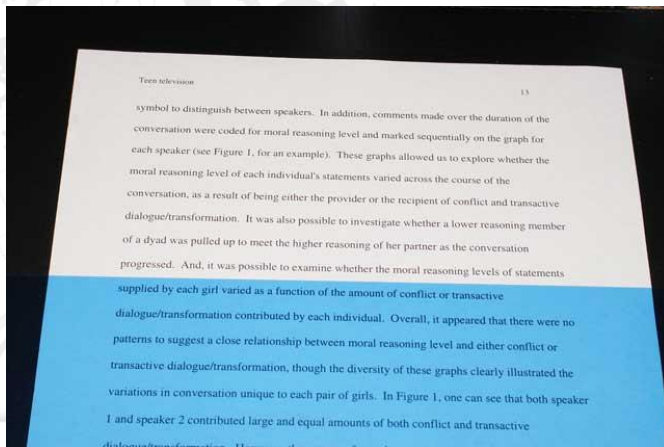 Teen television
13
symbol to distinguish between speakers. In addition, comments made over the duration of the
conversation were coded for moral reasoning level and marked sequentially on the graph for
each speaker (see Figure 1, for an example). These graphs allowed us to explore whether the
moral reasoning level of each individual's statements varied across the course of the
conversation, as a result of being either the provider or the recipient of conflict and transactive
dialogue/transformation. It was also possible to investigate whether a lower reasoning member
of a dyad was pulled up to meet the higher reasoning of her partner as the conversation
progressed. And, it was possible to examine whether the moral reasoning levels of statements
supplied by each girl varied as a function of the amount of conflict or transactive
dialogue/transformation contributed by each individual. Overall, it appeared that there were no
patterns to suggest a close relationship between moral reasoning level and either conflict or
transactive dialogue/transformation, though the diversity of these graphs clearly illustrated the
variations in conversation unique to each pair of girls. In Figure 1, one can see that both speaker
1 and speaker 2 contributed large and equal amounts of both conflict and transactive